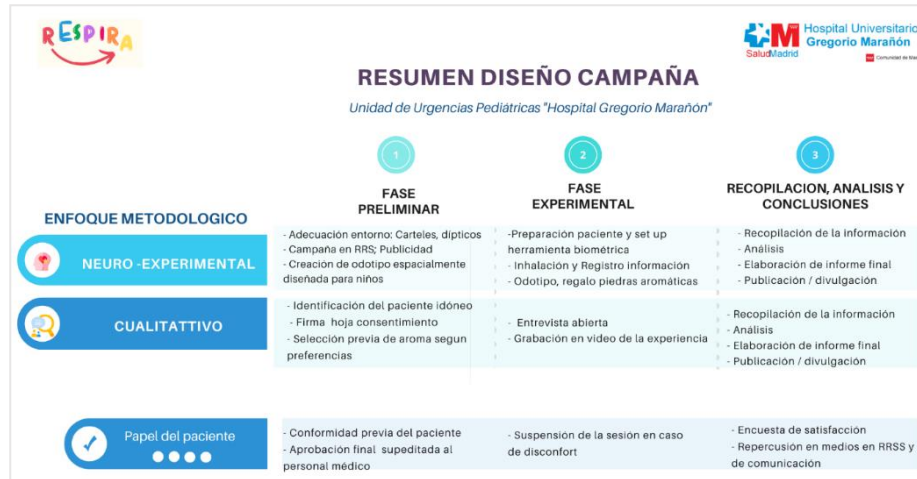 RESPIRA
Hospital Universitario
Gregorio Marañón
SaludMadrid
RESUMEN DISEÑO CAMPAÑA
Unidad de Urgencias Pediátricas "Hospital Gregorio Marañón"
1
2
3
FASE
PRELIMINAR
FASE
EXPERIMENTAL
RECOPILACION, ANALISIS Y
CONCLUSIONES
ENFOQUE METODOLOGICO
NEURO -EXPERIMENTAL
- Adecuación entorno: Carteles, dípticos
- Campaña en RRS; Publicidad
- Creación de odotipo espacialmente
diseñada para niños
-Preparación paciente y set up
herramienta biométrica
- Inhalación y Registro información
- Odotipo, regalo piedras aromáticas
- Recopilación de la información
- Análisis
- Elaboración de informe final
- Publicación / divulgación
CUALITATTIVO
- Identificación del paciente idóneo
- Firma hoja consentimiento
- Selección previa de aroma segun
preferencias
- Entrevista abierta
- Grabación en video de la experiencia
- Recopilación de la información
- Análisis
- Elaboración de informe final
- Publicación / divulgación
Papel del paciente
- Conformidad previa del paciente
- Aprobación final supeditada al
personal médico
- Suspensión de la sesión en caso
de disconfort
- Encuesta de satisfacción
- Repercusión en medios en RRSS y
de comunicación